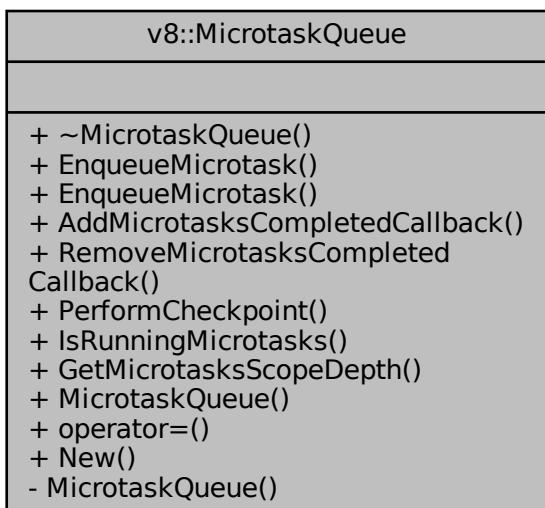 v8::MicrotaskQueue
+ ~MicrotaskQueue()
+ EnqueueMicrotask()
+ EnqueueMicrotask()
+ AddMicrotasksCompletedCallback()
+ RemoveMicrotasksCompleted
Callback()
+ PerformCheckpoint()
+ IsRunningMicrotasks()
+ GetMicrotasksScopeDepth()
+ MicrotaskQueue()
+ operator=()
+ New()
- MicrotaskQueue()